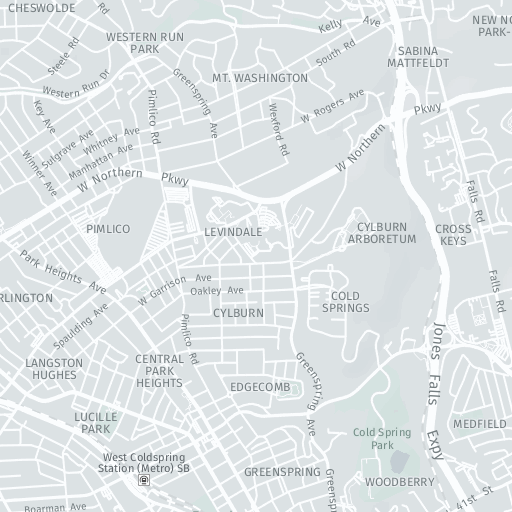 CHESWOLDE
Rd
Kelly Ave
WESTERN RUN
PARK
NEW NO
PARK-
Steele Rd
South Rd
SABINA
MATTFELDT
MT. WASHINGTON
Western Run Dr
Greenspring Ave
Pimlico Rd
Key Ave
W Rogers Ave
Wexford Rd
Pkwy
Sulgrave Ave
Whitney Ave
Manhattan Ave
W Northern
Winner Ave
W Northern Pkwy
Falls Rd
PIMLICO
LEVINDALE
CYLBURN
ARBORETUM
CROSS
KEYS
Park Heights Ave
W Garrison Ave
Falls Rd
Oakley Ave
RLINGTON
COLD
SPRINGS
Spaulding Ave
CYLBURN
Pimlico Rd
Jones Falls Expy
LANGSTON
HUGHES
CENTRAL
PARK
HEIGHTS
Greenspring Ave
EDGECOMB
LUCILLE
PARK
MEDFIELD
Cold Spring
Park
West Coldspring
Station (Metro) SB
GREENSPRING
Greenspring
WOODBERRY
W 41st St
Boarman Ave